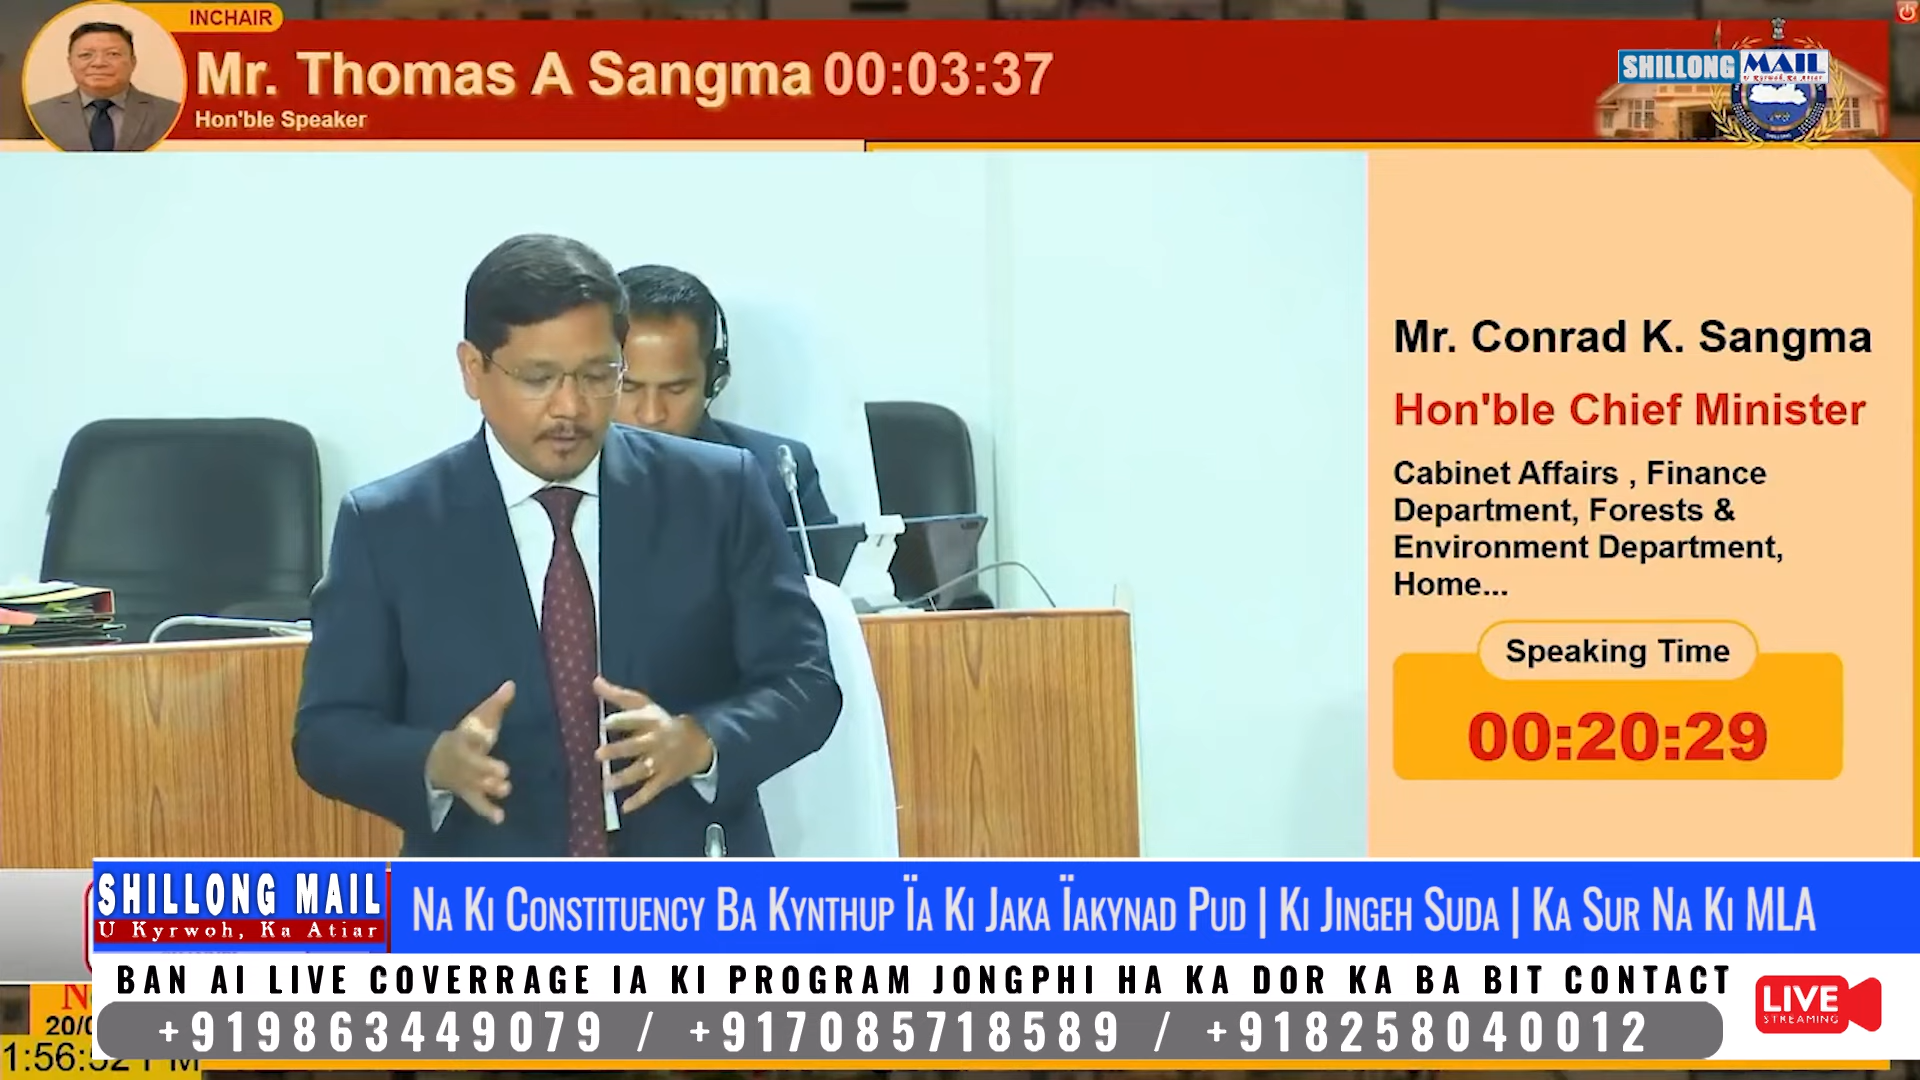 INCHAIR
Mr. Thomas A Sangma 00:03:37
Hon'ble Speaker
SHILLONG MAIL
U Kyrwoh, Ka Atiar
Mr. Conrad K. Sangma
Hon'ble Chief Minister
Cabinet Affairs , Finance
Department, Forests &
Environment Department,
Home...
Speaking Time
00:20:29
SHILLONG MAIL
U Kyrwoh, Ka Atiar
Na Ki Constituency Ba Kynthup Ïa Ki Jaka Ïakynad Pud | Ki Jingeh Suda | Ka Sur Na Ki MLA
BAN AI LIVE COVERRAGE IA KI PROGRAM JONGPHI HA KA DOR KA BA BIT CONTACT
+919863449079 / +917085718589 / +918258040012
LIVE
STREAMING